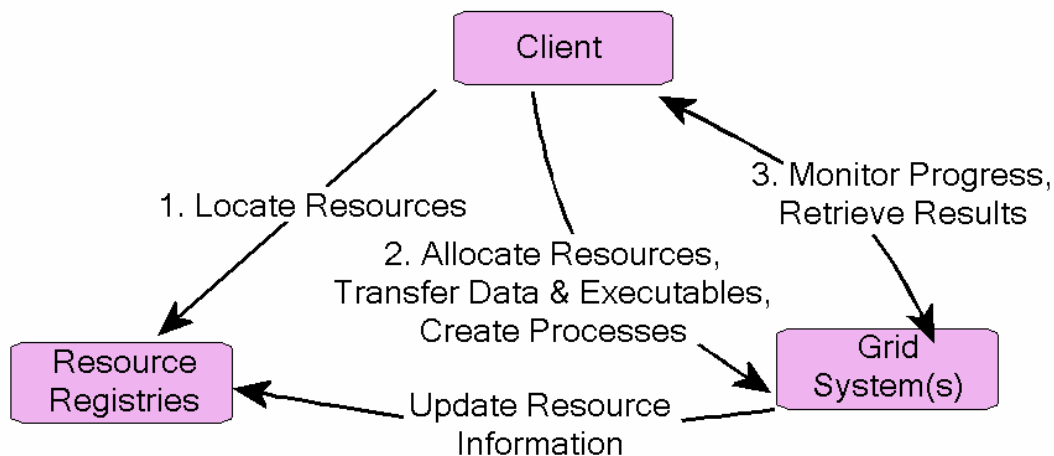 Client
1. Locate Resources
3. Monitor Progress,
Retrieve Results
2. Allocate Resources,
Transfer Data & Executables,
Create Processes
Resource
Registries
Grid
System(s)
Update Resource
Information